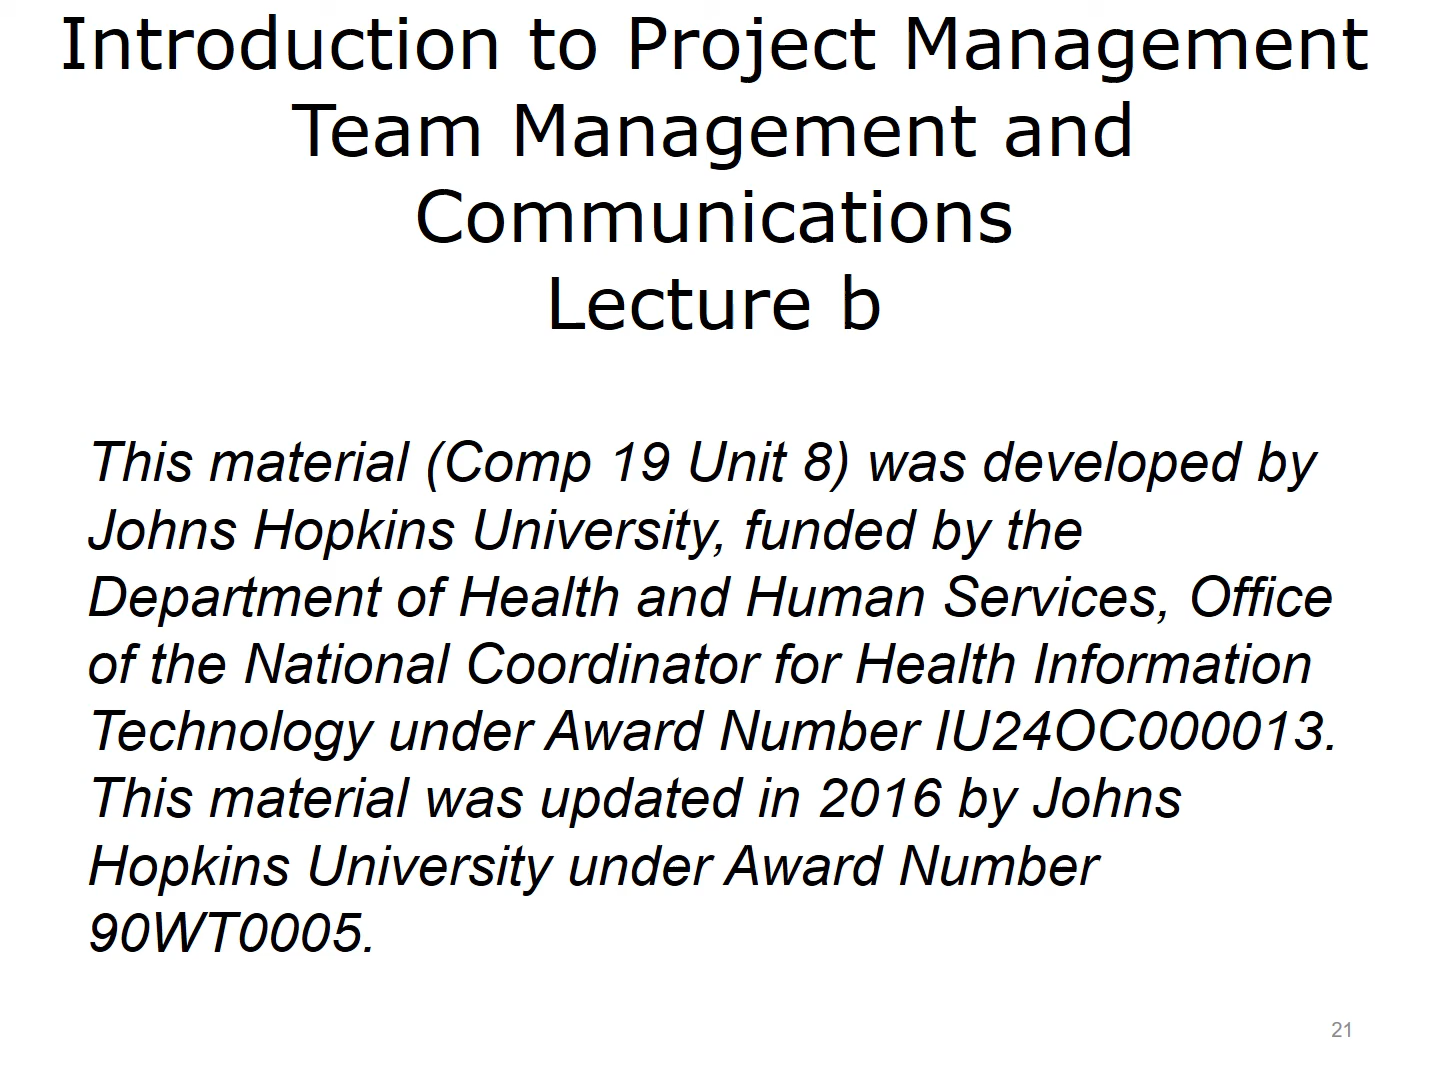 Introduction to Project Management
Team Management and
Communications
Lecture b
This material (Comp 19 Unit 8) was developed by
Johns Hopkins University, funded by the
Department of Health and Human Services, Office
of the National Coordinator for Health Information
Technology under Award Number IU24OC000013.
This material was updated in 2016 by Johns
Hopkins University under Award Number
90WT0005.
21